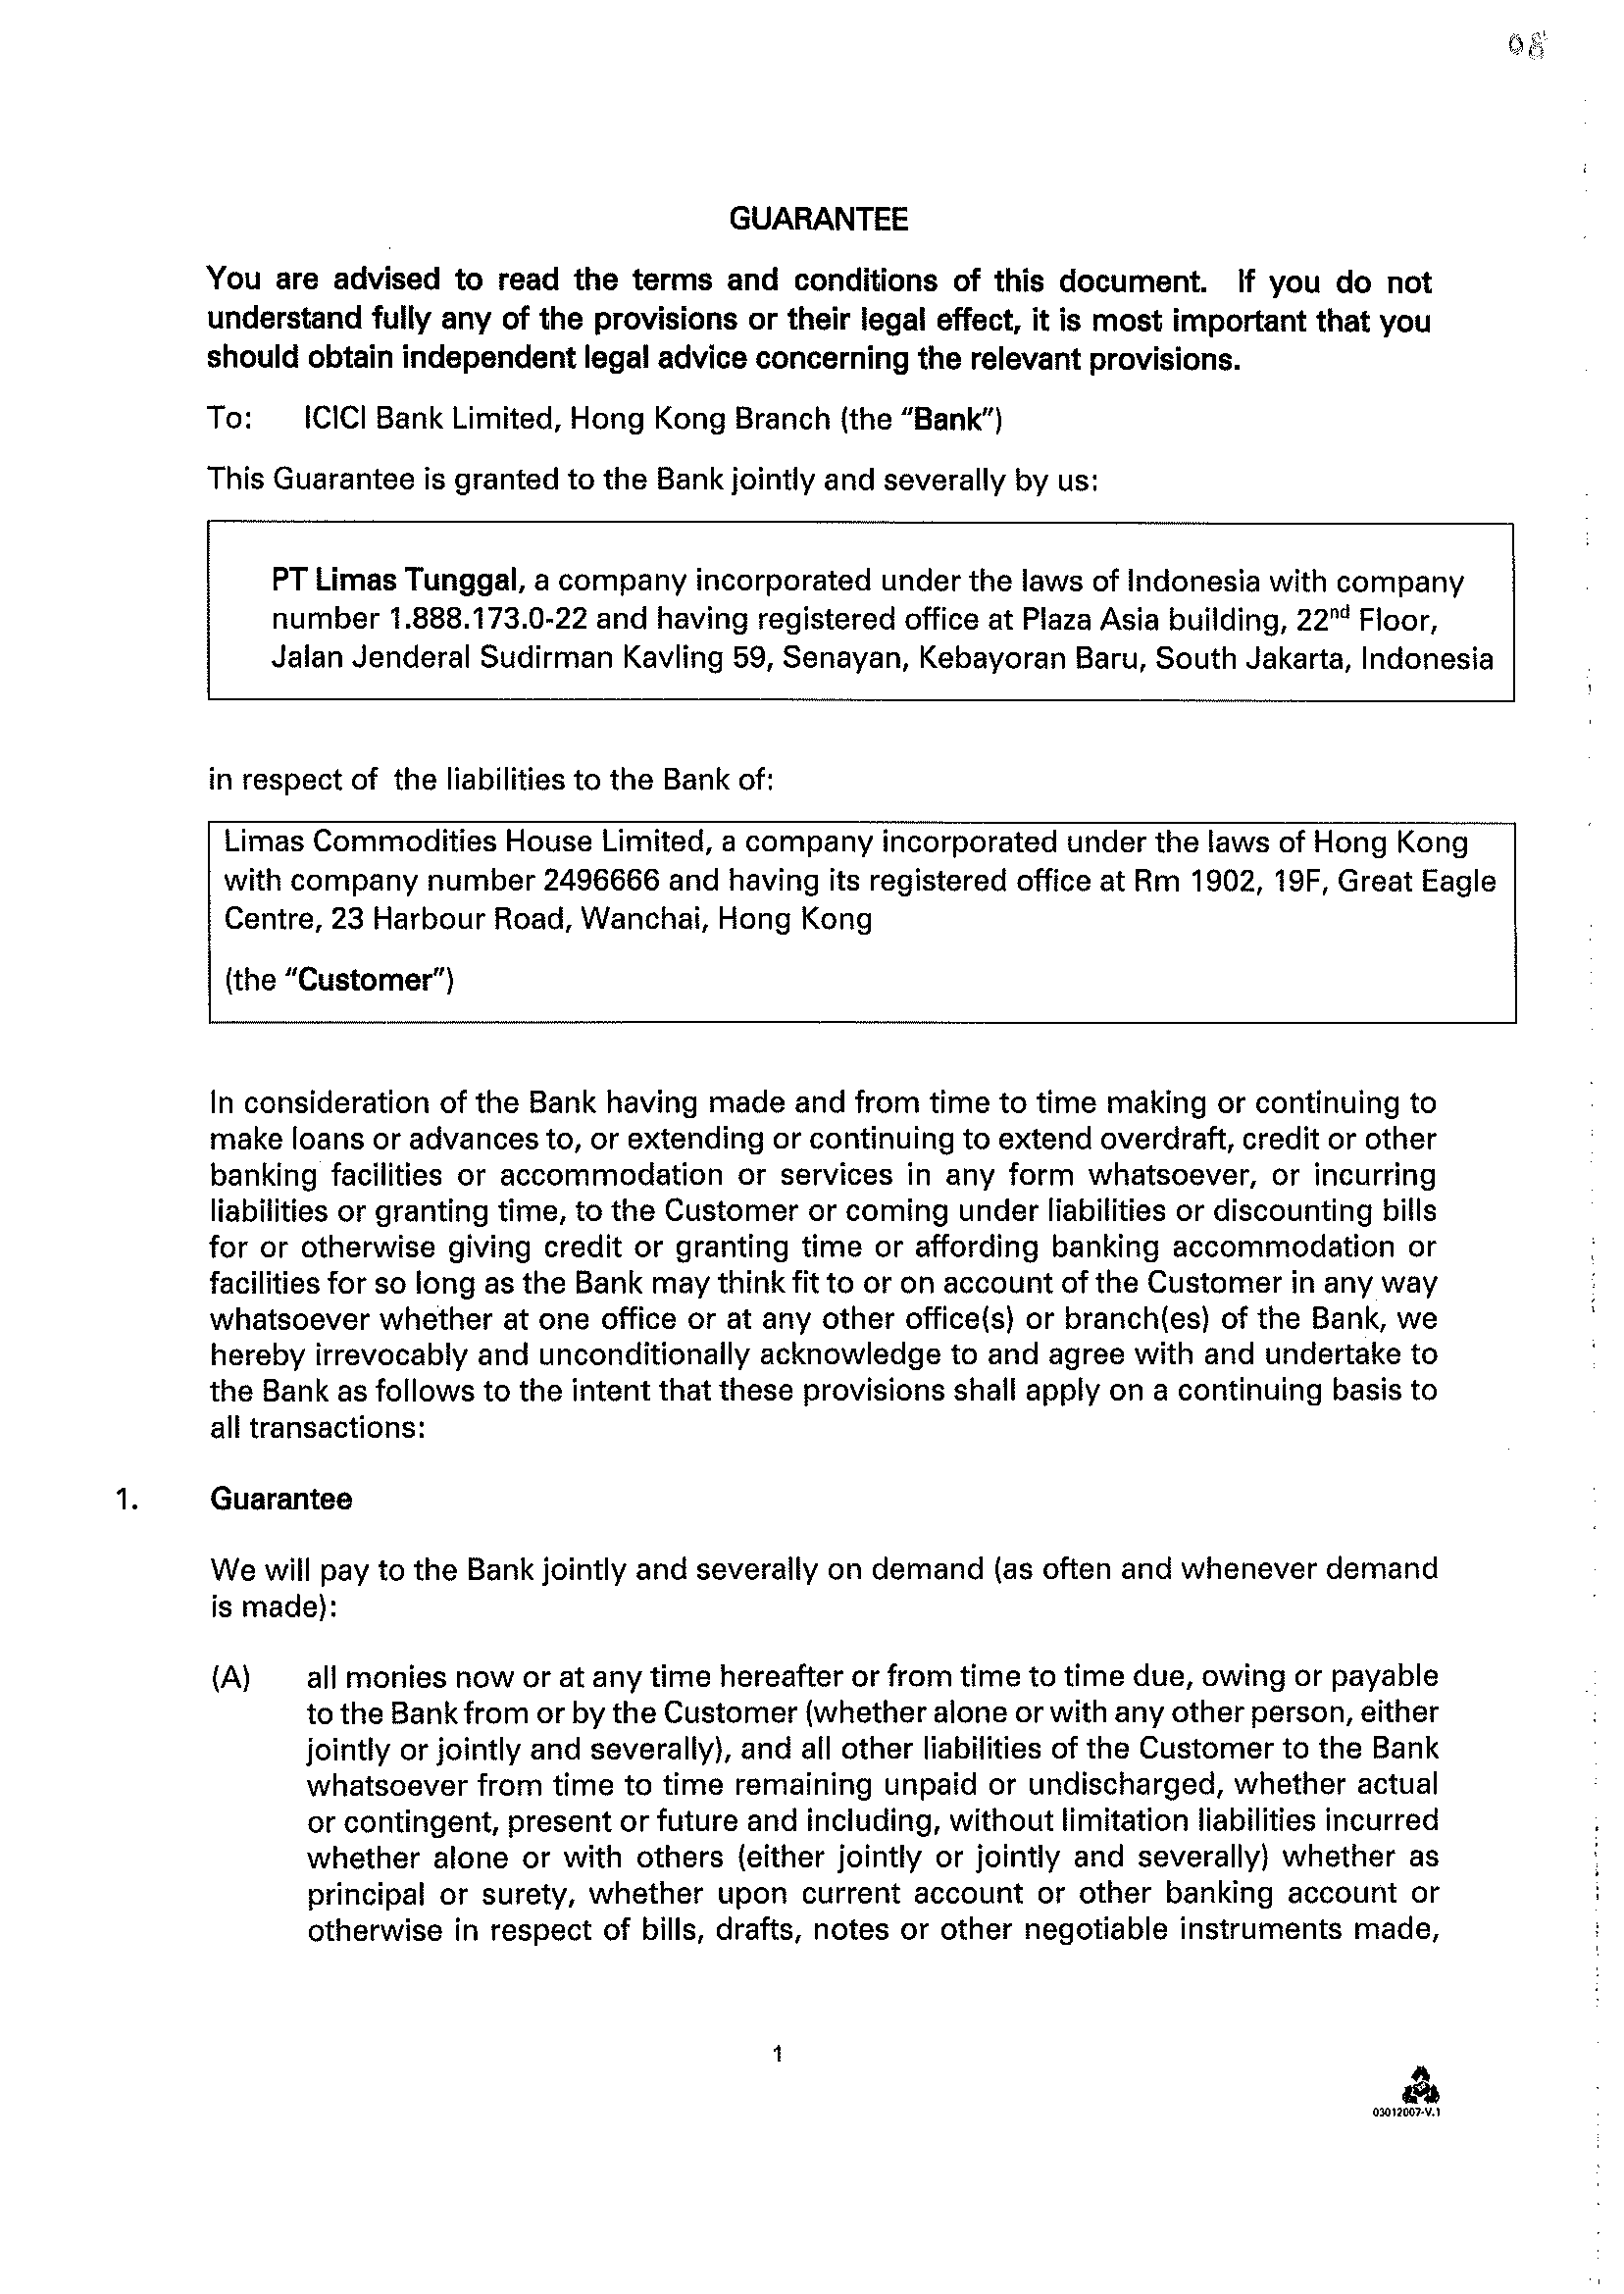 08
GUARANTEE
You are advised to read the terms and conditions of this document. If you do not
understand fully any of the provisions or their legal effect, it is most important that you
should obtain independent legal advice concerning the relevant provisions.
To: ICICI Bank Limited, Hong Kong Branch (the "Bank")
This Guarantee is granted to the Bank jointly and severally by us:
PT Limas Tunggal, a company incorporated under the laws of Indonesia with company
number 1.888.173.0-22 and having registered office at Plaza Asia building, 22nd Floor,
Jalan Jenderal Sudirman Kavling 59, Senayan, Kebayoran Baru, South Jakarta, Indonesia
in respect of the liabilities to the Bank of:
Limas Commodities House Limited, a company incorporated under the laws of Hong Kong
with company number 2496666 and having its registered office at Rm 1902, 19F, Great Eagle
Centre, 23 Harbour Road, Wanchai, Hong Kong
(the "Customer")
In consideration of the Bank having made and from time to time making or continuing to
make loans or advances to, or extending or continuing to extend overdraft, credit or other
banking facilities or accommodation or services in any form whatsoever, or incurring
liabilities or granting time, to the Customer or coming under liabilities or discounting bills
for or otherwise giving credit or granting time or affording banking accommodation or
facilities for so long as the Bank may think fit to or on account of the Customer in any way
whatsoever whether at one office or at any other office(s) or branch(es) of the Bank, we
hereby irrevocably and unconditionally acknowledge to and agree with and undertake to
the Bank as follows to the intent that these provisions shall apply on a continuing basis to
all transactions:
1. Guarantee
We will pay to the Bank jointly and severally on demand (as often and whenever demand
is made):
(A) all monies now or at any time hereafter or from time to time due, owing or payable
to the Bank from or by the Customer (whether alone or with any other person, either
jointly or jointly and severally), and all other liabilities of the Customer to the Bank
whatsoever from time to time remaining unpaid or undischarged, whether actual
or contingent, present or future and including, without limitation liabilities incurred
whether alone or with others (either jointly or jointly and severally) whether as
principal or surety, whether upon current account or other banking account or
otherwise in respect of bills, drafts, notes or other negotiable instruments made,
1
03012007-V.1